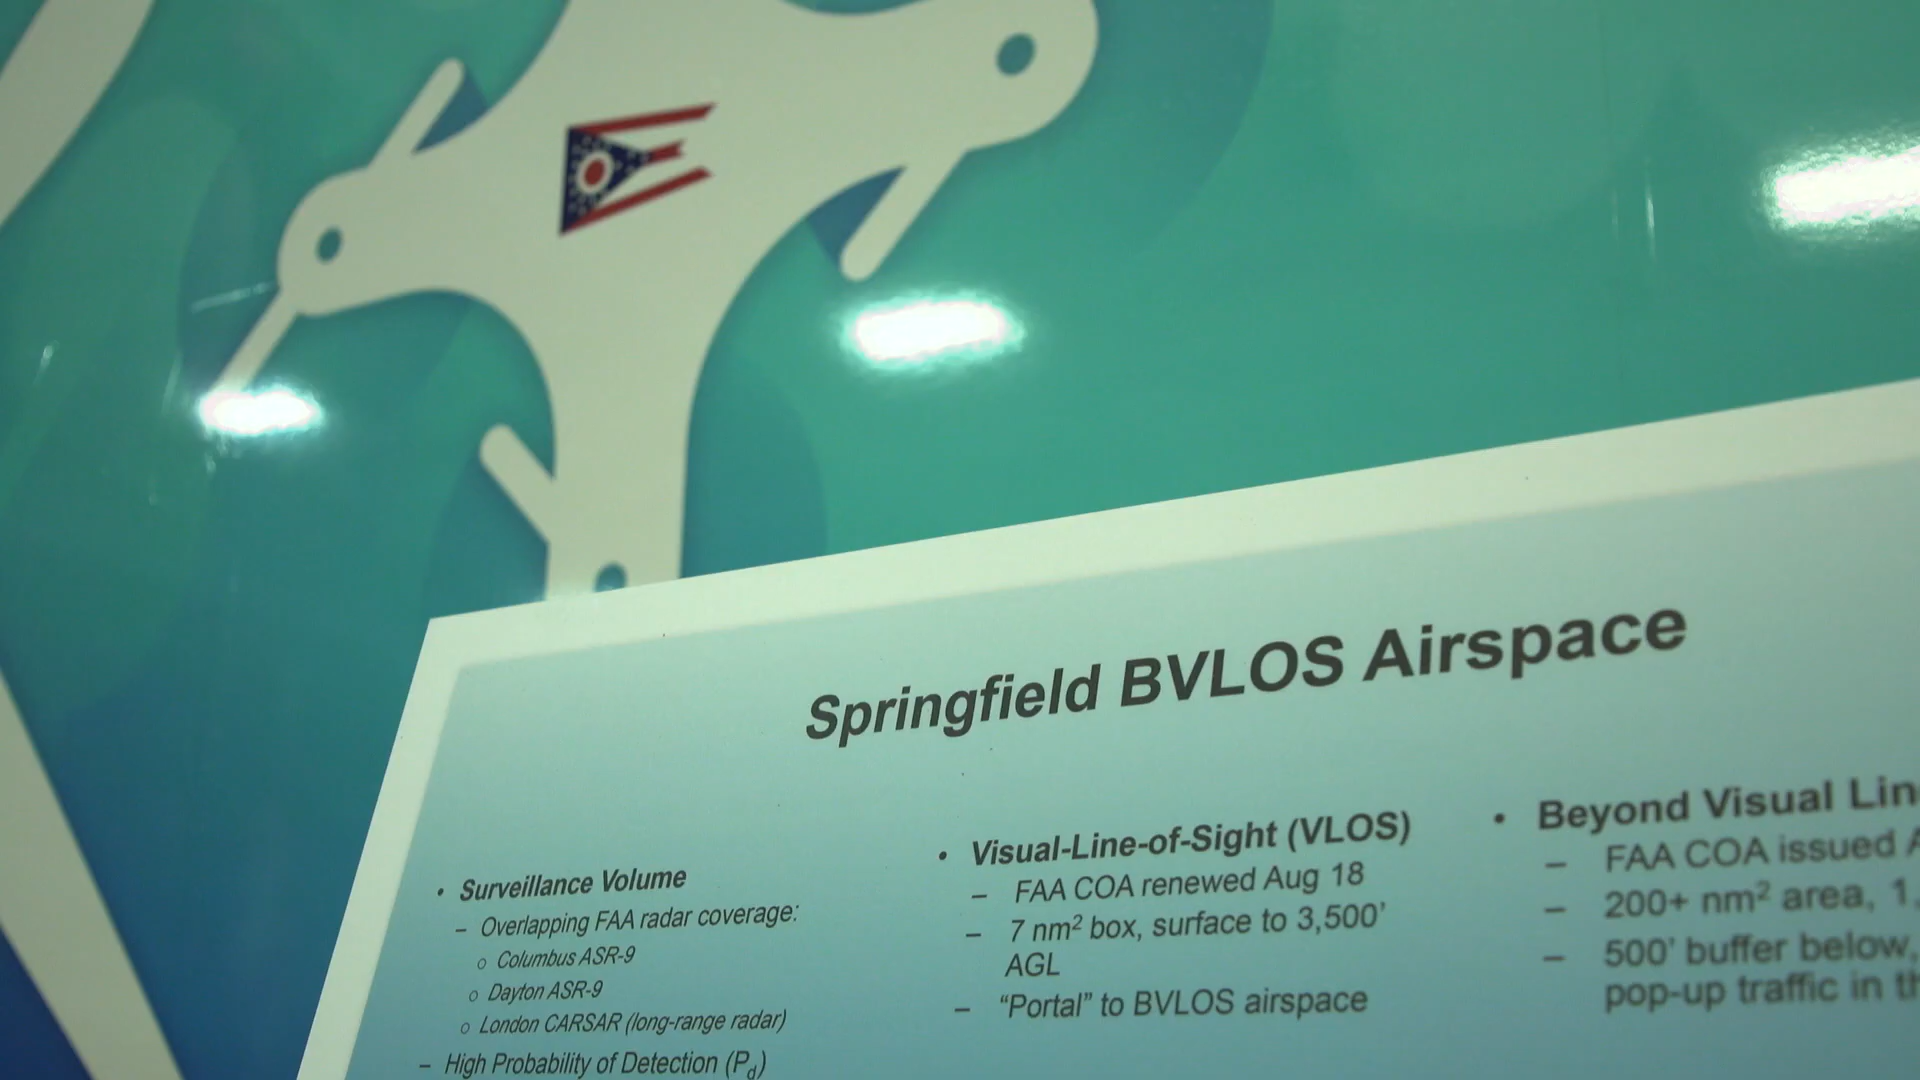 Springfield BVLOS Airspace
• Surveillance Volume
– Overlapping FAA radar coverage:
○ Columbus ASR-9
○ Dayton ASR-9
○ London CARSAR (long-range radar)
– High Probability of Detection (Pd)
• Visual-Line-of-Sight (VLOS)
– FAA COA renewed Aug 18
– 7 nm² box, surface to 3,500’
AGL
– “Portal” to BVLOS airspace
• Beyond Visual
– FAA COA issued
– 200+ nm² area,
– 500’ buffer below,
pop-up traffic in